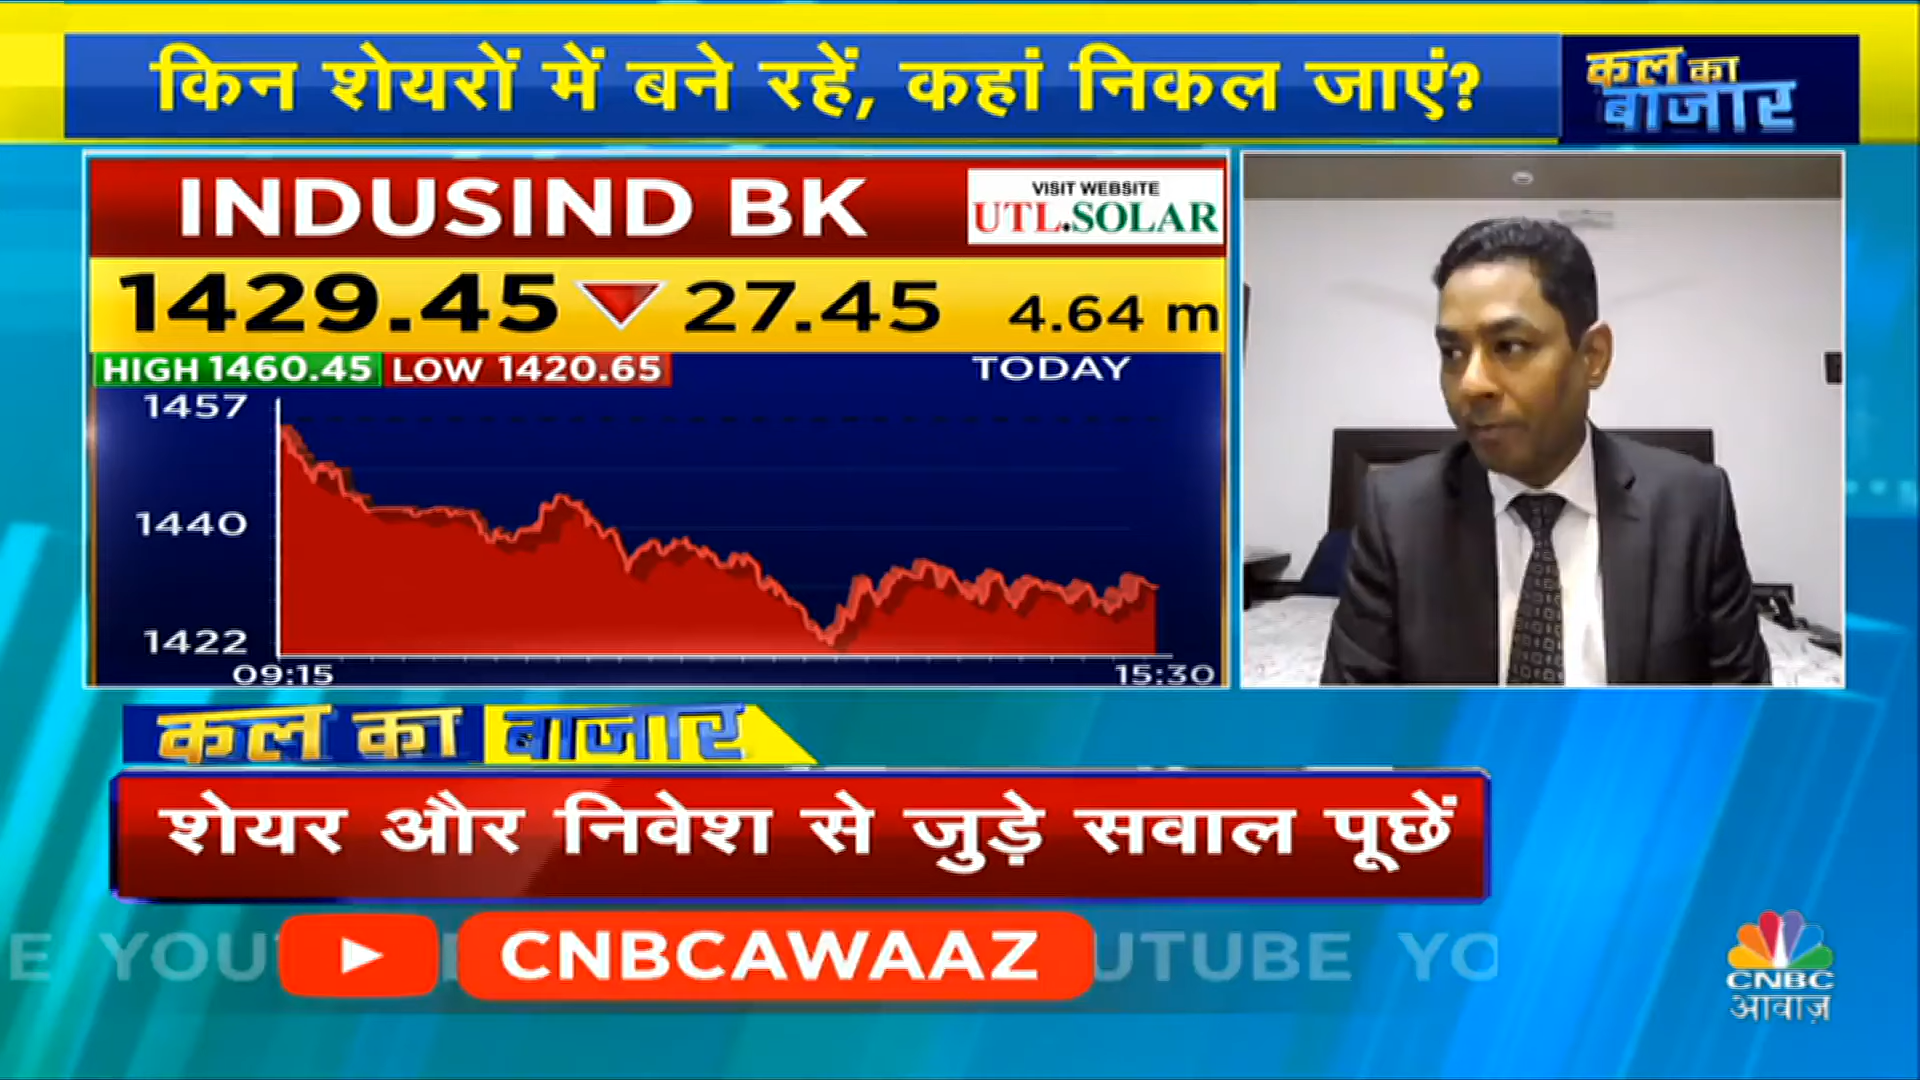 किन शेयरों में बने रहें, कहां निकल जाएं?
कल का
बाजार
INDUSIND BK
VISIT WEBSITE
UTL.SOLAR
1429.45 27.45 4.64 m
HIGH 1460.45 LOW 1420.65 TODAY
1457
1440
1422
09:15 15:30
कल का बाजार
शेयर और निवेश से जुड़े सवाल पूछें
E YOU CNBCAWAAZ UTUBE YO
CNBC
आवाज़